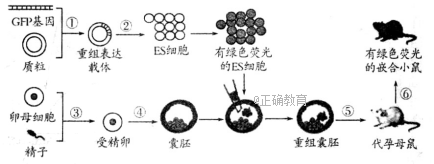 GFP基因
质粒
①
重组表达
载体
②
ES细胞
有绿色荧光
的ES细胞
有绿色荧光
的嵌合小鼠
@正确教育
卵母细胞
精子
③
受精卵
④
囊胚
重组囊胚
⑤
代孕母鼠
⑥